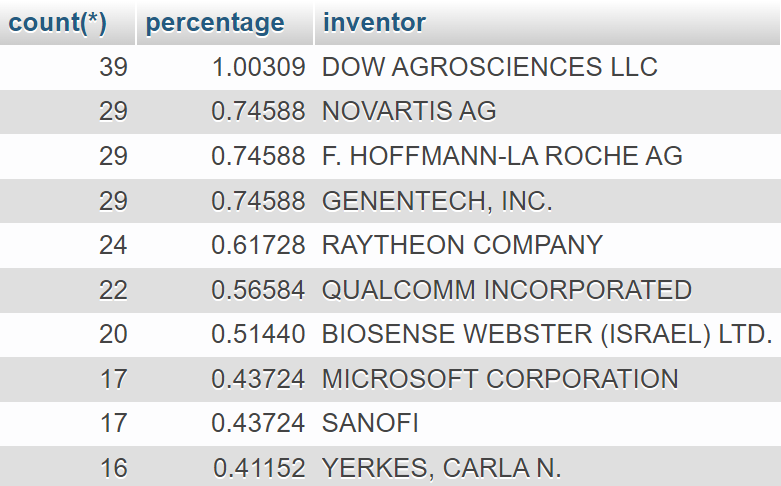 count(*) percentage inventor
39 1.00309 DOW AGROSCIENCES LLC
29 0.74588 NOVARTIS AG
29 0.74588 F. HOFFMANN-LA ROCHE AG
29 0.74588 GENENTECH, INC.
24 0.61728 RAYTHEON COMPANY
22 0.56584 QUALCOMM INCORPORATED
20 0.51440 BIOSENSE WEBSTER (ISRAEL) LTD.
17 0.43724 MICROSOFT CORPORATION
17 0.43724 SANOFI
16 0.41152 YERKES, CARLA N.